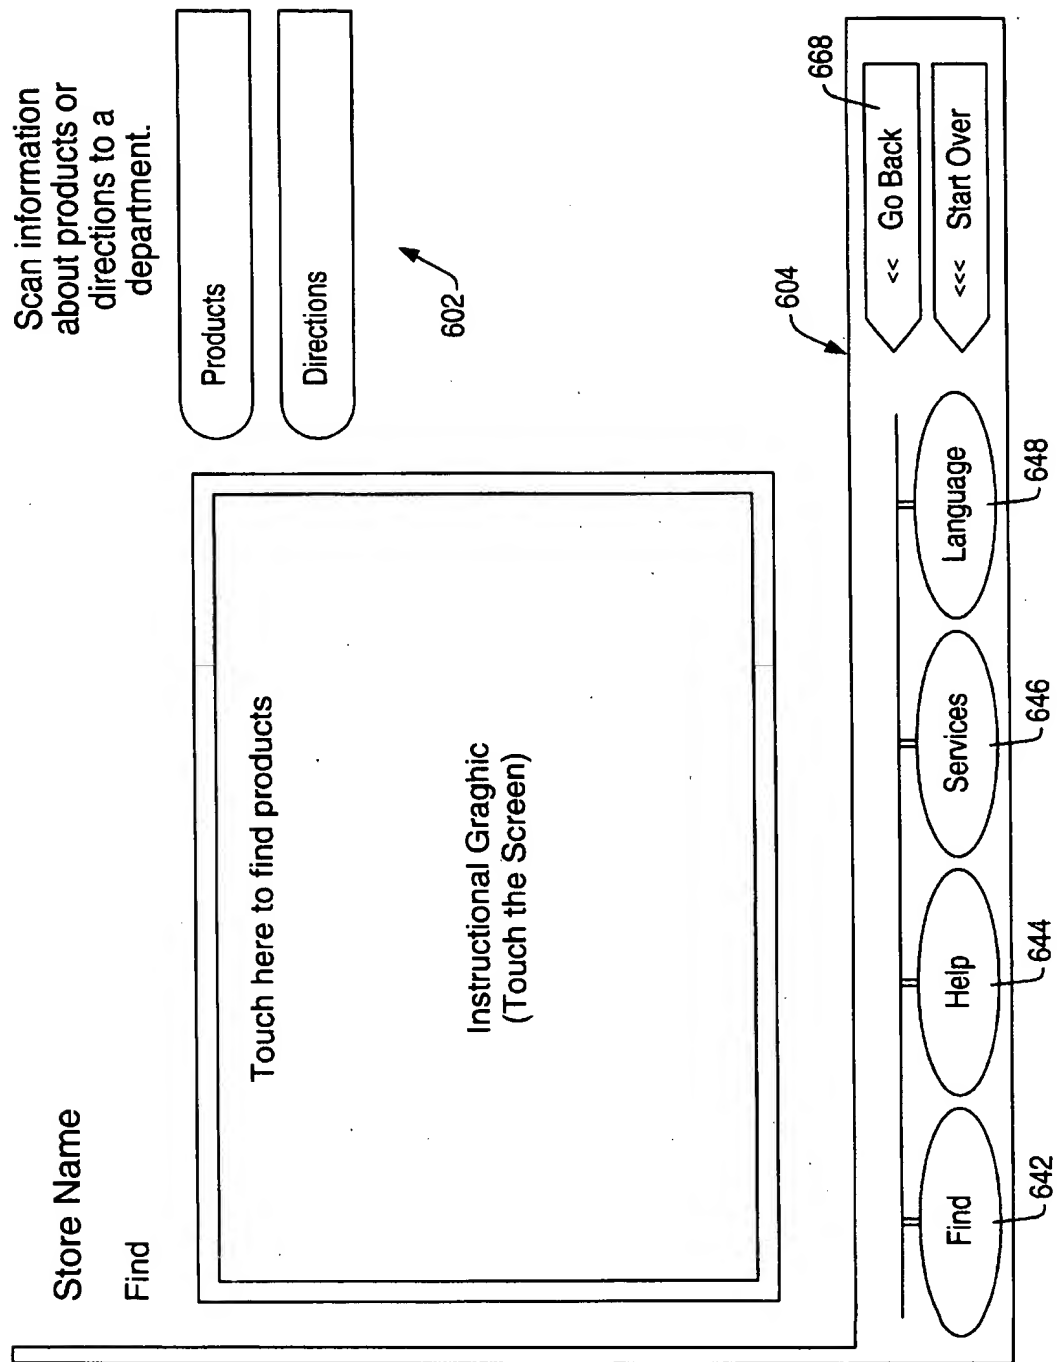 Store Name
Find
Scan information
about products or
directions to a
department.
Products
Directions
602
Touch here to find products
Instructional Graghic
(Touch the Screen)
604
668
<< Go Back
<<< Start Over
Find
Help
Services
Language
642
644
646
648